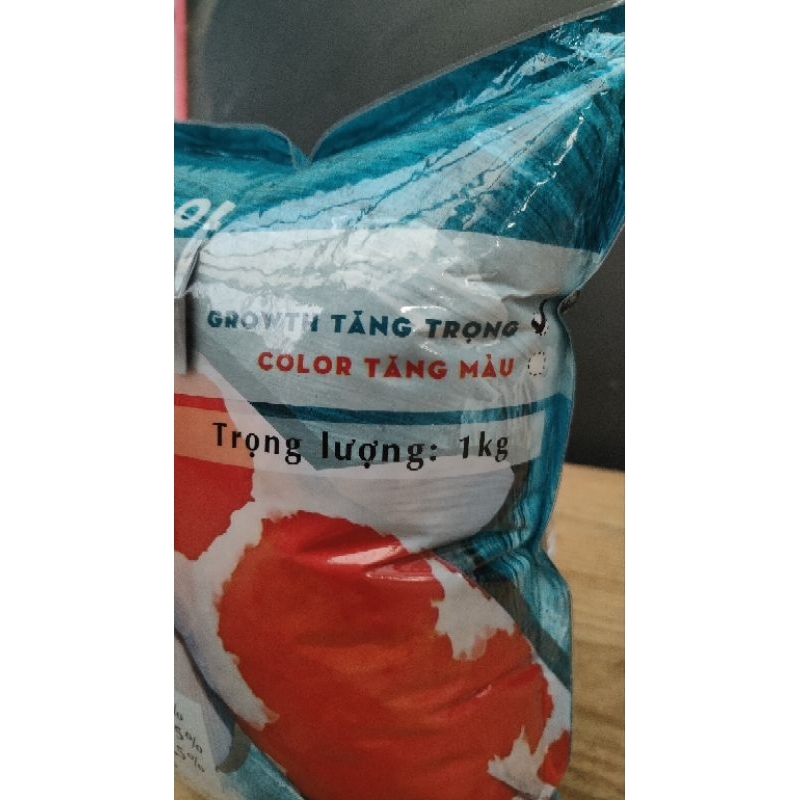 GROWTH TĂNG TRỌNG
COLOR TĂNG MÀU
Trọng lượng: 1kg